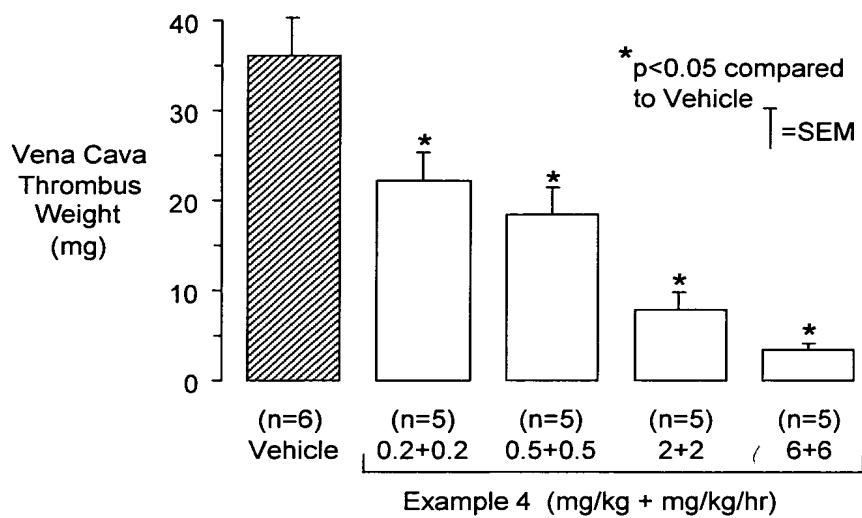 40
30
20
10
0
Vena Cava
Thrombus
Weight
(mg)
*p<0.05 compared
to Vehicle
=SEM
*
*
*
*
(n=6) (n=5) (n=5) (n=5) (n=5)
Vehicle 0.2+0.2 0.5+0.5 2+2 6+6
Example 4 (mg/kg + mg/kg/hr)